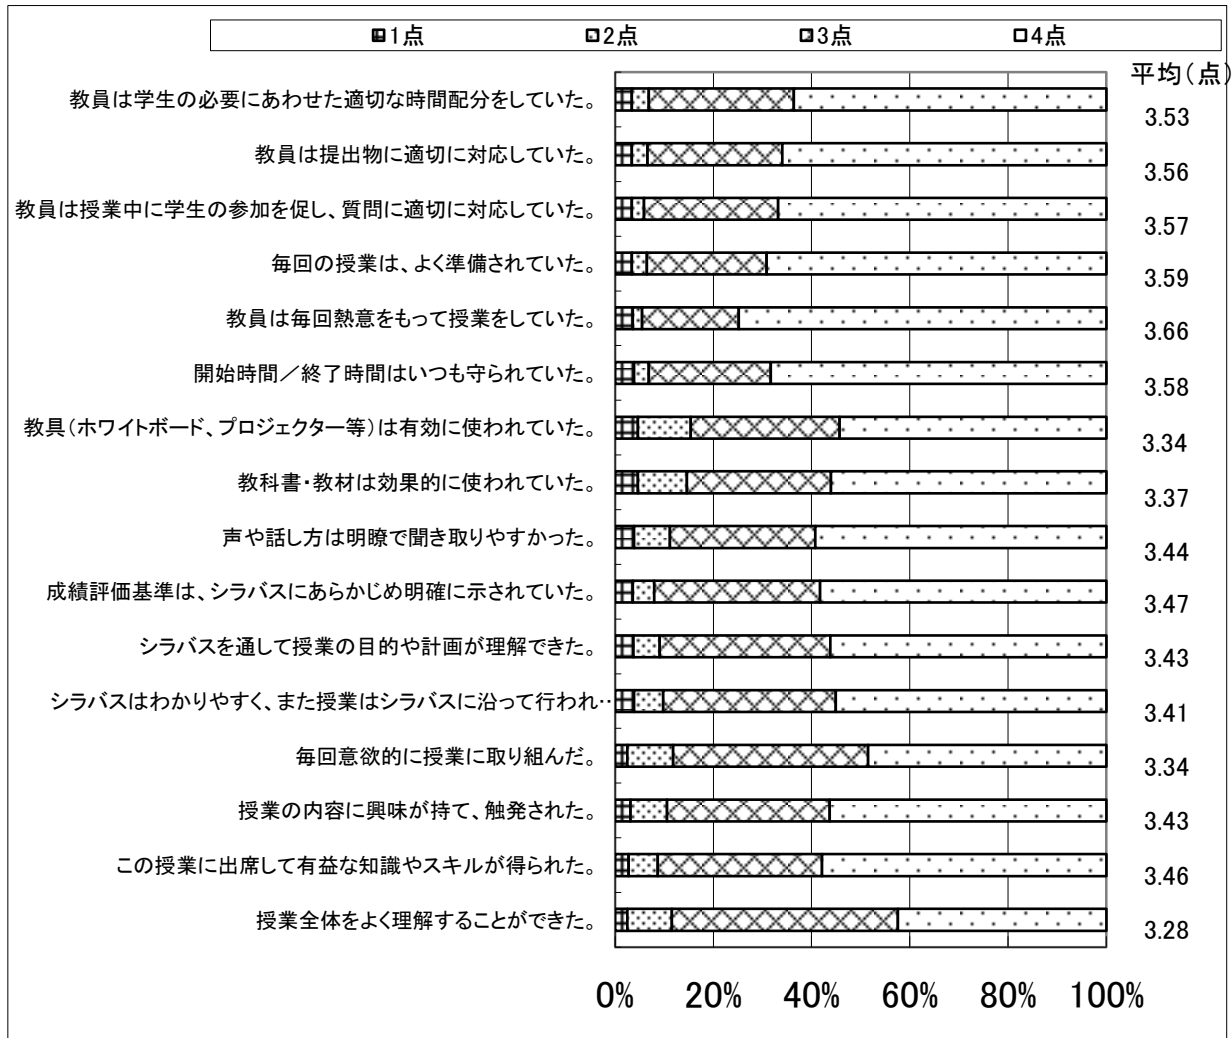 1点 2点 3点 4点
平均(点)
教員は学生の必要にあわせた適切な時間配分をしていた。 3.53
教員は提出物に適切に対応していた。 3.56
教員は授業中に学生の参加を促し、質問に適切に対応していた。 3.57
毎回の授業は、よく準備されていた。 3.59
教員は毎回熱意をもって授業をしていた。 3.66
開始時間／終了時間はいつも守られていた。 3.58
教具(ホワイトボード、プロジェクター等)は有効に使われていた。 3.34
教科書・教材は効果的に使われていた。 3.37
声や話し方は明瞭で聞き取りやすかった。 3.44
成績評価基準は、シラバスにあらかじめ明確に示されていた。 3.47
シラバスを通して授業の目的や計画が理解できた。 3.43
シラバスはわかりやすく、また授業はシラバスに沿って行われ… 3.41
毎回意欲的に授業に取り組んだ。 3.34
授業の内容に興味が持て、触発された。 3.43
この授業に出席して有益な知識やスキルが得られた。 3.46
授業全体をよく理解することができた。 3.28
0% 20% 40% 60% 80% 100%